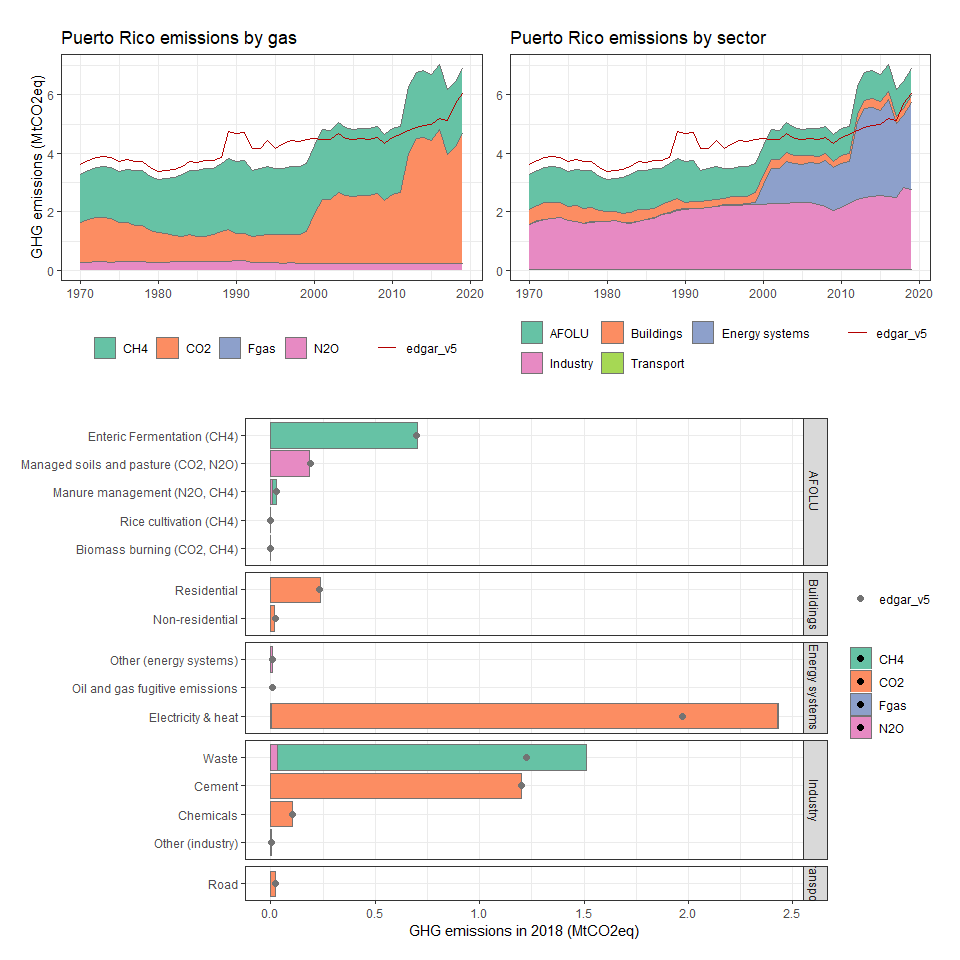 Puerto Rico emissions by gas
Puerto Rico emissions by sector
GHG emissions (MtCO2eq)
6
4
2
0
1970 1980 1990 2000 2010 2020
6
4
2
0
1970 1980 1990 2000 2010 2020
CH4 CO2 Fgas N2O edgar_v5
AFOLU Buildings Energy systems edgar_v5
Industry Transport
Enteric Fermentation (CH4)
Managed soils and pasture (CO2, N2O)
Manure management (N2O, CH4)
Rice cultivation (CH4)
Biomass burning (CO2, CH4)
AFOLU
Residential
Non-residential
Buildings
Other (energy systems)
Oil and gas fugitive emissions
Electricity & heat
Energy systems
Waste
Cement
Chemicals
Other (industry)
Industry
Road
anspo
0.0 0.5 1.0 1.5 2.0 2.5
GHG emissions in 2018 (MtCO2eq)
edgar_v5
CH4
CO2
Fgas
N2O